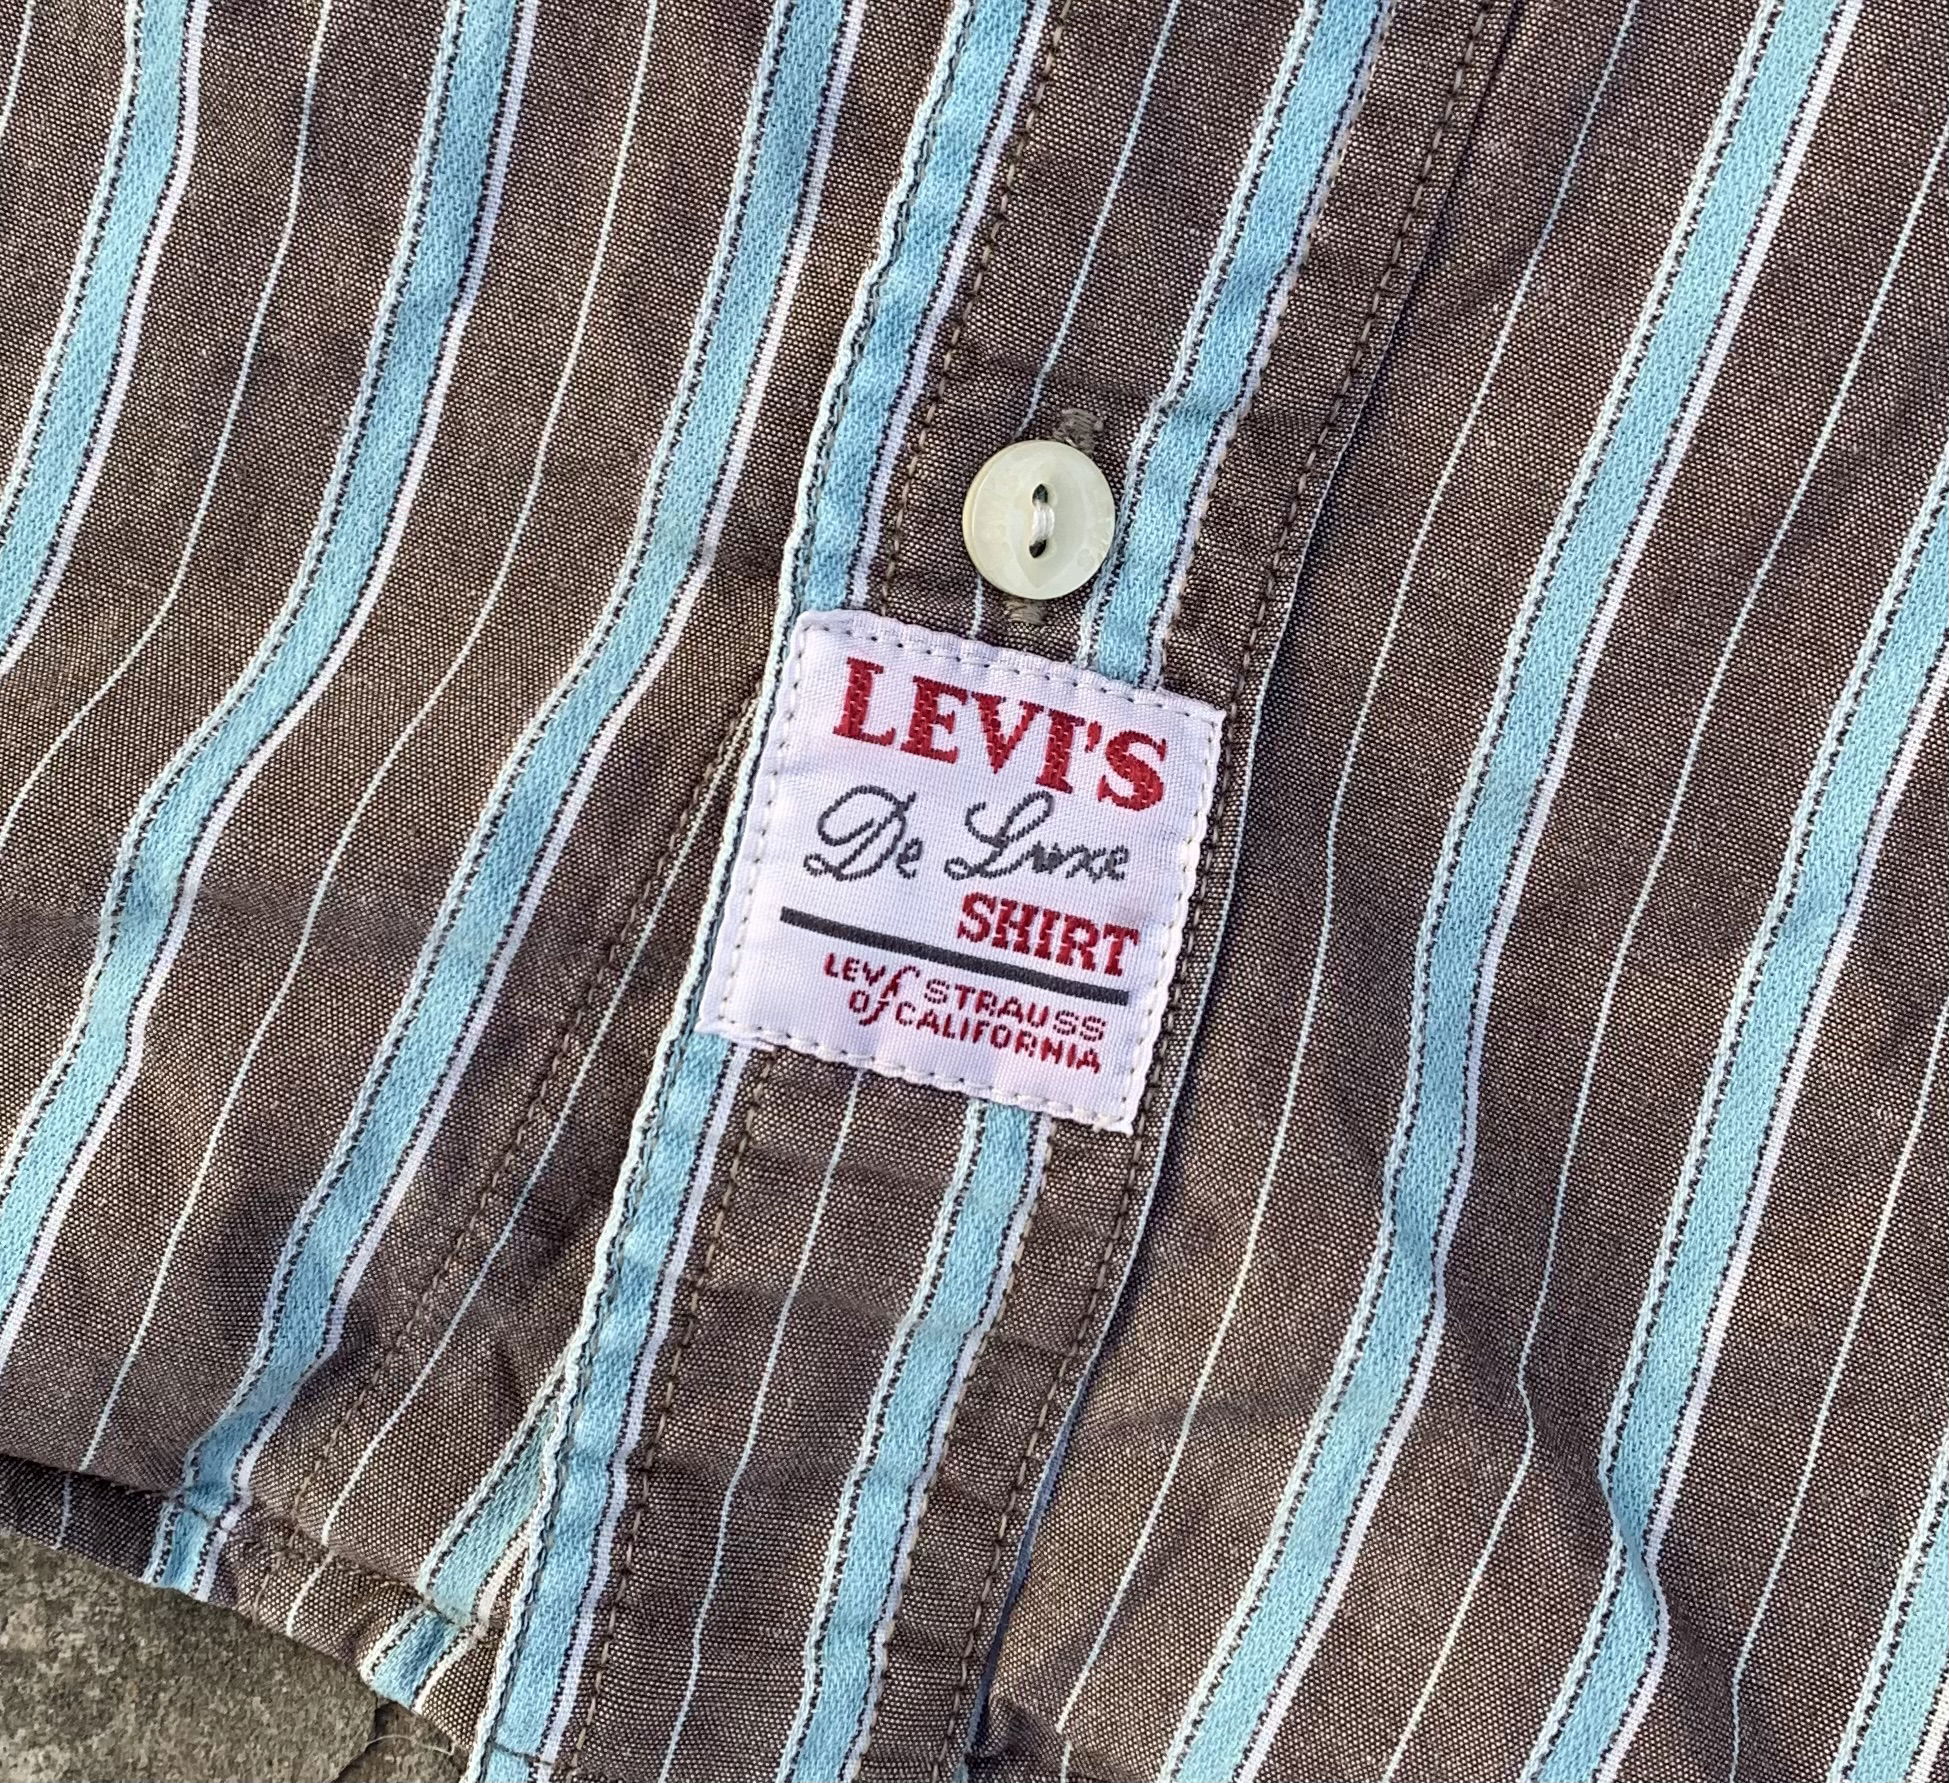 LEVI'S
De Luxe
SHIRT
LEVI STRAUSS
Of CALIFORNIA